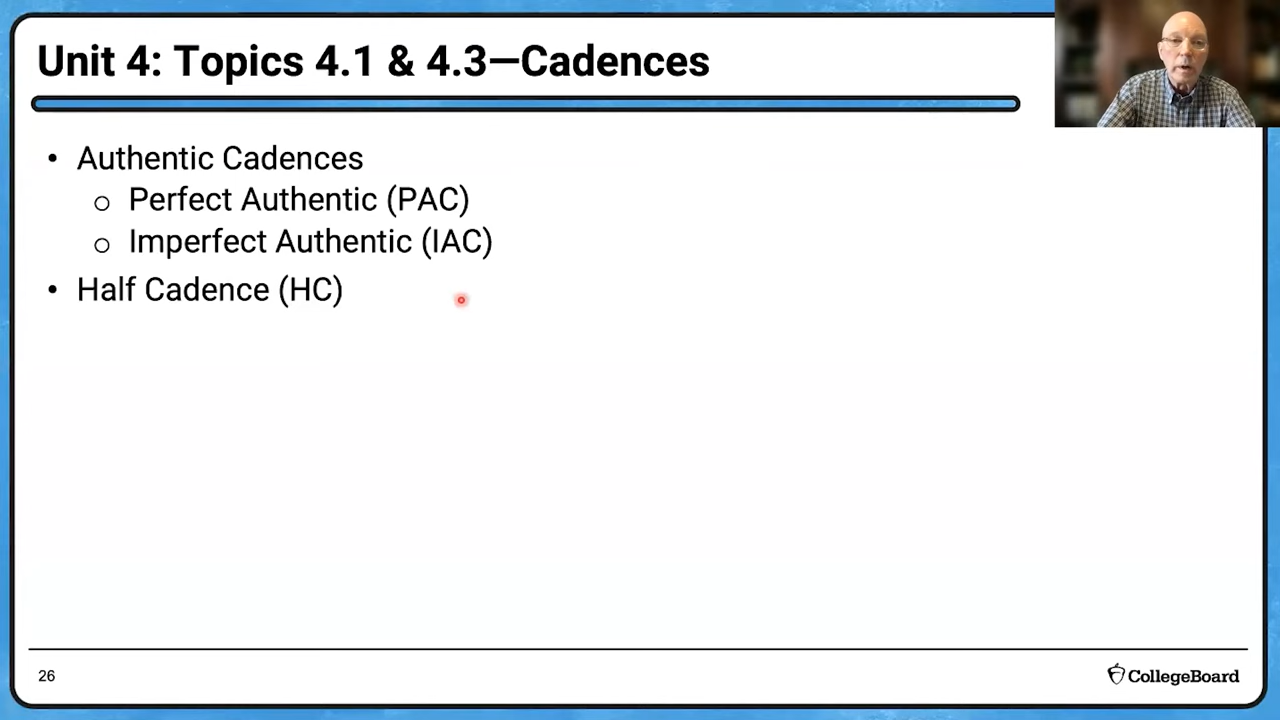 Unit 4: Topics 4.1 & 4.3—Cadences
• Authentic Cadences
o Perfect Authentic (PAC)
o Imperfect Authentic (IAC)
• Half Cadence (HC)
26
CollegeBoard